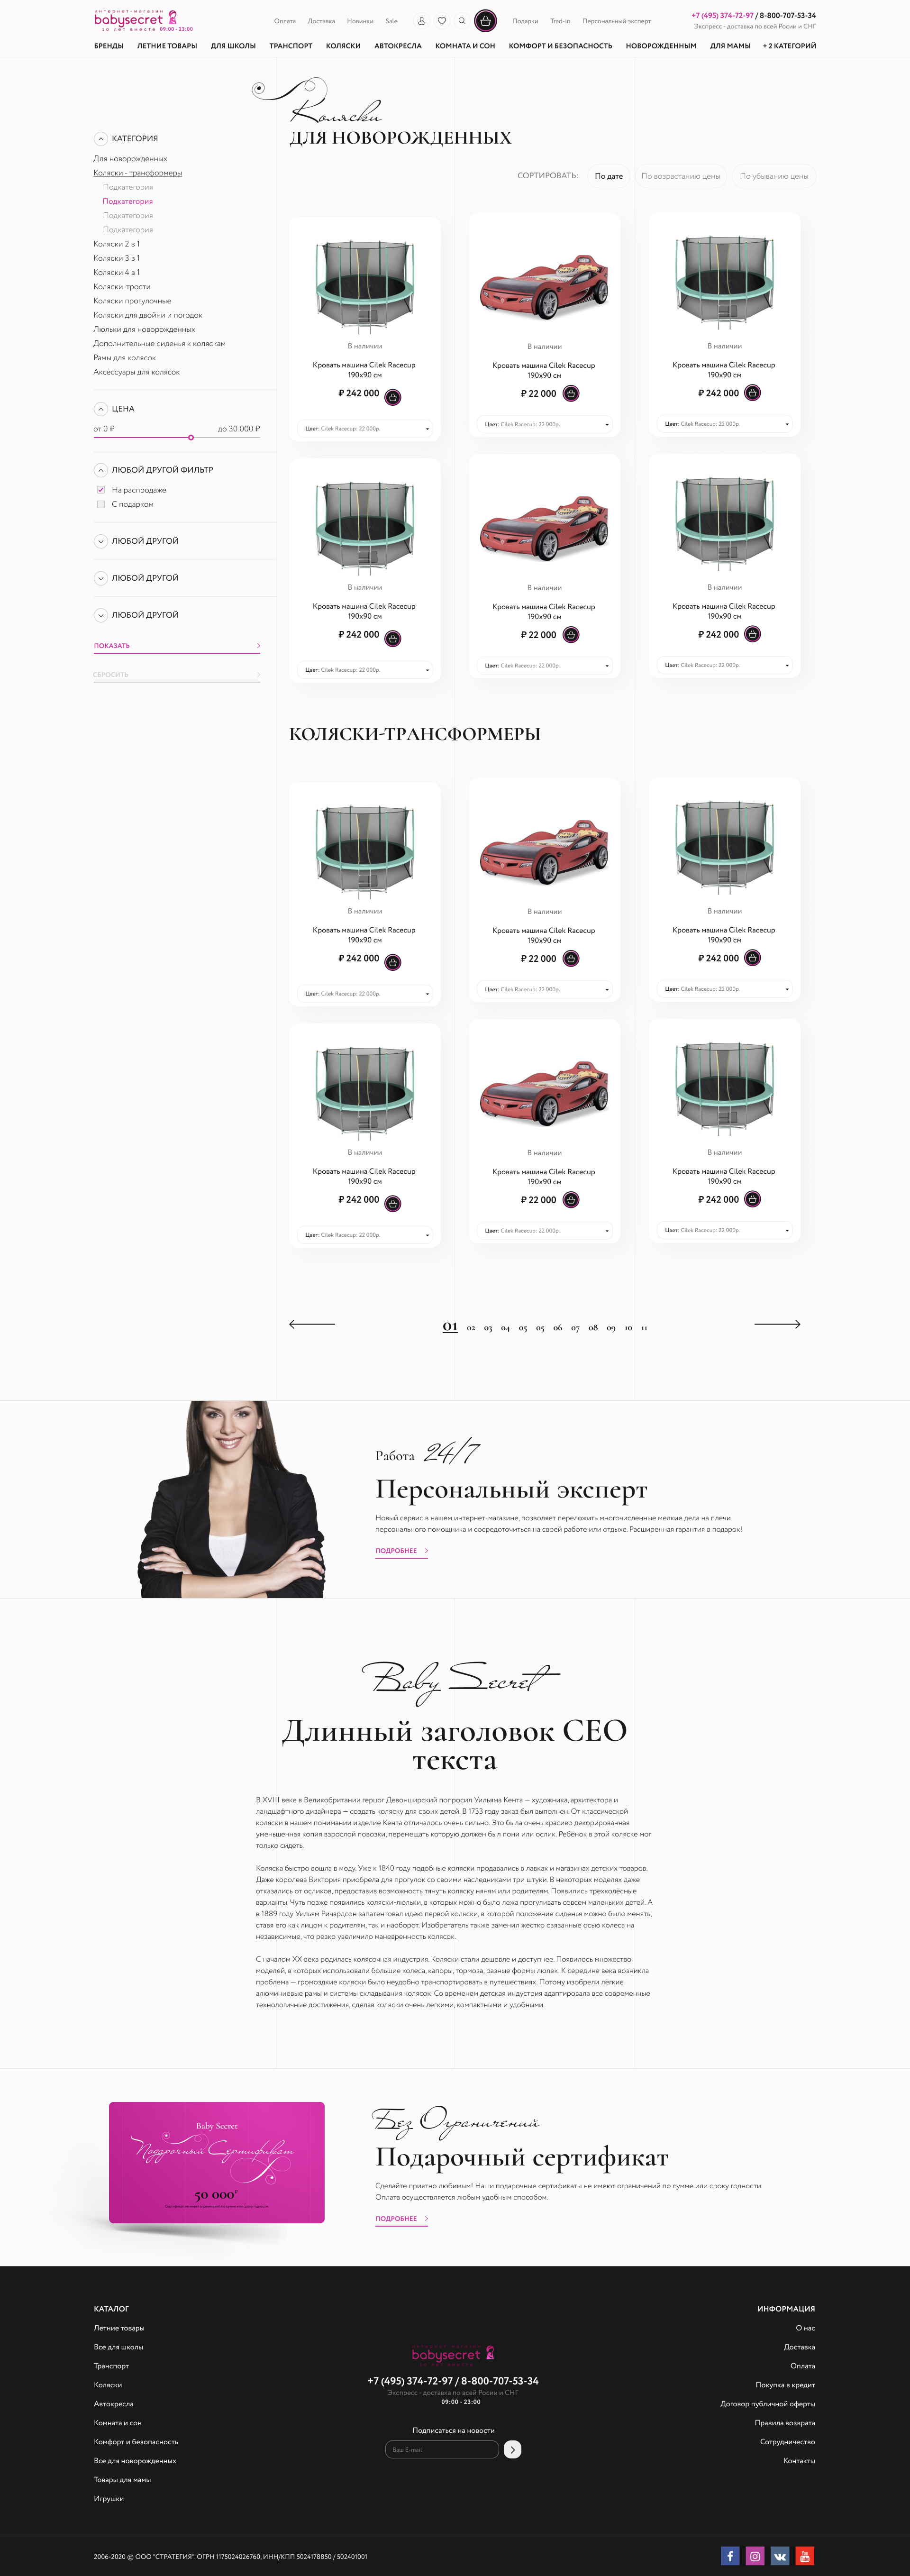 интернет-магазин
babysecret
10 лет вместе 09:00 - 23:00
Оплата Доставка Новинки Sale Подарки Trad-in Персональный эксперт
+7 (495) 374-72-97 / 8-800-707-53-34
Экспресс - доставка по всей Росии и СНГ
БРЕНДЫ ЛЕТНИЕ ТОВАРЫ ДЛЯ ШКОЛЫ ТРАНСПОРТ КОЛЯСКИ АВТОКРЕСЛА КОМНАТА И СОН КОМФОРТ И БЕЗОПАСНОСТЬ НОВОРОЖДЕННЫМ ДЛЯ МАМЫ + 2 КАТЕГОРИЙ
Коляски
ДЛЯ НОВОРОЖДЕННЫХ
СОРТИРОВАТЬ: По дате По возрастанию цены По убыванию цены
КАТЕГОРИЯ
Для новорожденных
Коляски - трансформеры
Подкатегория
Подкатегория
Подкатегория
Подкатегория
Коляски 2 в 1
Коляски 3 в 1
Коляски 4 в 1
Коляски-трости
Коляски прогулочные
Коляски для двойни и погодок
Люльки для новорожденных
Дополнительные сиденья к коляскам
Рамы для колясок
Аксессуары для колясок
ЦЕНА
от 0 ₽ до 30 000 ₽
ЛЮБОЙ ДРУГОЙ ФИЛЬТР
На распродаже
С подарком
ЛЮБОЙ ДРУГОЙ
ЛЮБОЙ ДРУГОЙ
ЛЮБОЙ ДРУГОЙ
ПОКАЗАТЬ
СБРОСИТЬ
В наличии В наличии В наличии
Кровать машина Cilek Racecup Кровать машина Cilek Racecup Кровать машина Cilek Racecup
190x90 см 190x90 см 190x90 см
₽ 242 000 ₽ 22 000 ₽ 242 000
Цвет: Cilek Racecup: 22 000р. Цвет: Cilek Racecup: 22 000р. Цвет: Cilek Racecup: 22 000р.
В наличии В наличии В наличии
Кровать машина Cilek Racecup Кровать машина Cilek Racecup Кровать машина Cilek Racecup
190x90 см 190x90 см 190x90 см
₽ 242 000 ₽ 22 000 ₽ 242 000
Цвет: Cilek Racecup: 22 000р. Цвет: Cilek Racecup: 22 000р. Цвет: Cilek Racecup: 22 000р.
КОЛЯСКИ-ТРАНСФОРМЕРЫ
В наличии В наличии В наличии
Кровать машина Cilek Racecup Кровать машина Cilek Racecup Кровать машина Cilek Racecup
190x90 см 190x90 см 190x90 см
₽ 242 000 ₽ 22 000 ₽ 242 000
Цвет: Cilek Racecup: 22 000р. Цвет: Cilek Racecup: 22 000р. Цвет: Cilek Racecup: 22 000р.
В наличии В наличии В наличии
Кровать машина Cilek Racecup Кровать машина Cilek Racecup Кровать машина Cilek Racecup
190x90 см 190x90 см 190x90 см
₽ 242 000 ₽ 22 000 ₽ 242 000
Цвет: Cilek Racecup: 22 000р. Цвет: Cilek Racecup: 22 000р. Цвет: Cilek Racecup: 22 000р.
01 02 03 04 05 05 06 07 08 09 10 11
Работа 24/7
Персональный эксперт
Новый сервис в нашем интернет-магазине, позволяет переложить многочисленные мелкие дела на плечи
персонального помощника и сосредоточиться на своей работе или отдыхе. Расширенная гарантия в подарок!
ПОДРОБНЕЕ
Baby Secret
Длинный заголовок СЕО
текста
В XVIII веке в Великобритании герцог Девонширский попросил Уильяма Кента — художника, архитектора и
ландшафтного дизайнера — создать коляску для своих детей. В 1733 году заказ был выполнен. От классической
коляски в нашем понимании изделие Кента отличалось очень сильно. Это была очень красиво декорированная
уменьшенная копия взрослой повозки, перемещать которую должен был пони или ослик. Ребёнок в этой коляске мог
только сидеть.
Коляска быстро вошла в моду. Уже к 1840 году подобные коляски продавались в лавках и магазинах детских товаров.
Даже королева Виктория приобрела для прогулок со своими наследниками три штуки. В некоторых моделях даже
отказались от осликов, предоставив возможность тянуть коляску няням или родителям. Появились трехколёсные
варианты. Чуть позже появились коляски-люльки, в которых можно было лежа прогуливать совсем маленьких детей. А
в 1889 году Уильям Ричардсон запатентовал идею первой коляски, в которой положение сиденья можно было менять,
ставя его как лицом к родителям, так и наоборот. Изобретатель также заменил жестко связанные осью колеса на
независимые, что резко увеличило маневренность колясок.
С началом XX века родилась колясочная индустрия. Коляски стали дешевле и доступнее. Появилось множество
моделей, в которых использовали большие колеса, капоры, тормоза, разные формы люлек. К середине века возникла
проблема — громоздкие коляски было неудобно транспортировать в путешествиях. Потому изобрели лёгкие
алюминиевые рамы и системы складывания колясок. Со временем детская индустрия адаптировала все современные
технологичные достижения, сделав коляски очень легкими, компактными и удобными.
Baby Secret
Подарочный Сертификат
50 000₽
Без Ограничений
Подарочный сертификат
Сделайте приятно любимым! Наши подарочные сертификаты не имеют ограничений по сумме или сроку годности.
Оплата осуществляется любым удобным способом.
ПОДРОБНЕЕ
КАТАЛОГ
Летние товары
Все для школы
Транспорт
Коляски
Автокресла
Комната и сон
Комфорт и безопасность
Все для новорожденных
Товары для мамы
Игрушки
babysecret
+7 (495) 374-72-97 / 8-800-707-53-34
Экспресс - доставка по всей Росии и СНГ
09:00 - 23:00
Подписаться на новости
Ваш E-mail
ИНФОРМАЦИЯ
О нас
Доставка
Оплата
Покупка в кредит
Договор публичной оферты
Правила возврата
Сотрудничество
Контакты
2006-2020 © ООО "СТРАТЕГИЯ". ОГРН 1175024026760, ИНН/КПП 5024178850 / 502401001